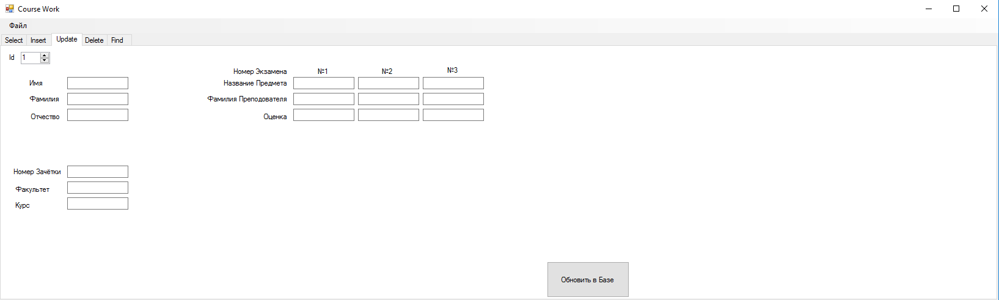 Course Work
Файл
Select Insert Update Delete Find
Id 1
Номер Экзамена №1 №2 №3
Имя Название Предмета
Фамилия Фамилия Преподователя
Отчество Оценка
Номер Зачётки
Факультет
Курс
Обновить в Базе